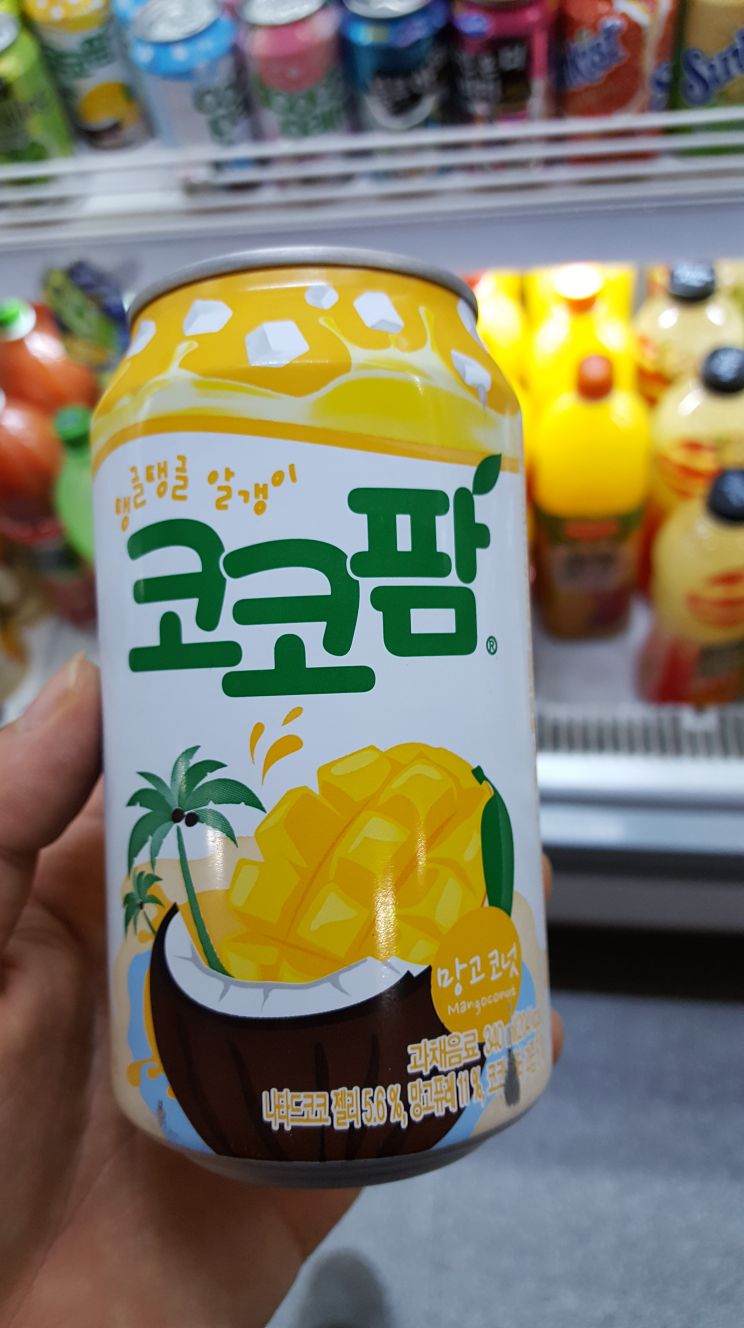 탱글탱글 알갱이
코코팜
®
망고코넛
Mangoconut
과채음료 340
나타드코코 젤리 5.6 %, 망고퓨레 11 %,